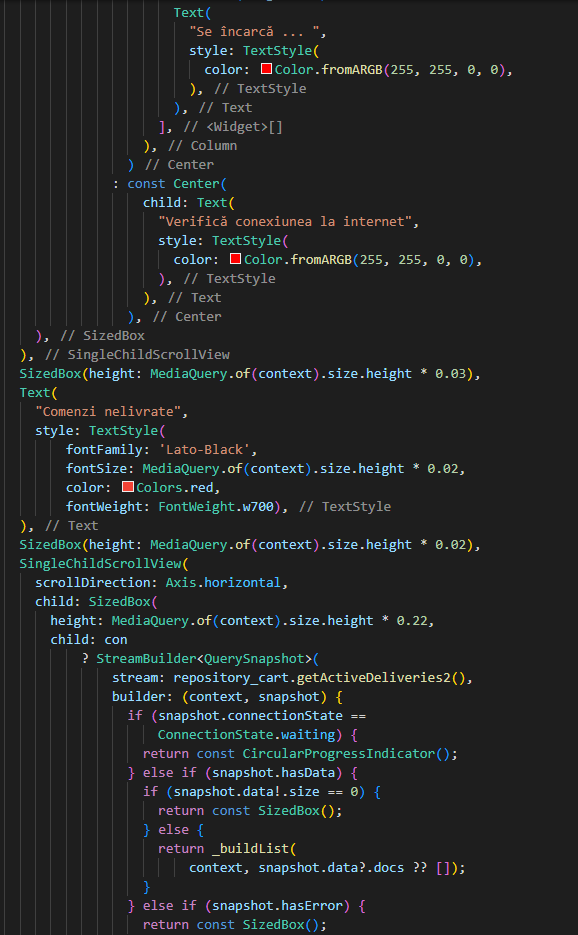 Text(
"Se încarcă ... ",
style: TextStyle(
color: Color.fromARGB(255, 255, 0, 0),
), // TextStyle
), // Text
], // <Widget>[]
), // Column
) // Center
: const Center(
child: Text(
"Verifică conexiunea la internet",
style: TextStyle(
color: Color.fromARGB(255, 255, 0, 0),
), // TextStyle
), // Text
), // Center
), // SizedBox
), // SingleChildScrollView
SizedBox(height: MediaQuery.of(context).size.height * 0.03),
Text(
"Comenzi nelivrate",
style: TextStyle(
fontFamily: 'Lato-Black',
fontSize: MediaQuery.of(context).size.height * 0.02,
color: Colors.red,
fontWeight: FontWeight.w700), // TextStyle
), // Text
SizedBox(height: MediaQuery.of(context).size.height * 0.02),
SingleChildScrollView(
scrollDirection: Axis.horizontal,
child: SizedBox(
height: MediaQuery.of(context).size.height * 0.22,
child: con
? StreamBuilder<QuerySnapshot>(
stream: repository_cart.getActiveDeliveries2(),
builder: (context, snapshot) {
if (snapshot.connectionState ==
ConnectionState.waiting) {
return const CircularProgressIndicator();
} else if (snapshot.hasData) {
if (snapshot.data!.size == 0) {
return const SizedBox();
} else {
return _buildList(
context, snapshot.data?.docs ?? []);
}
} else if (snapshot.hasError) {
return const SizedBox();